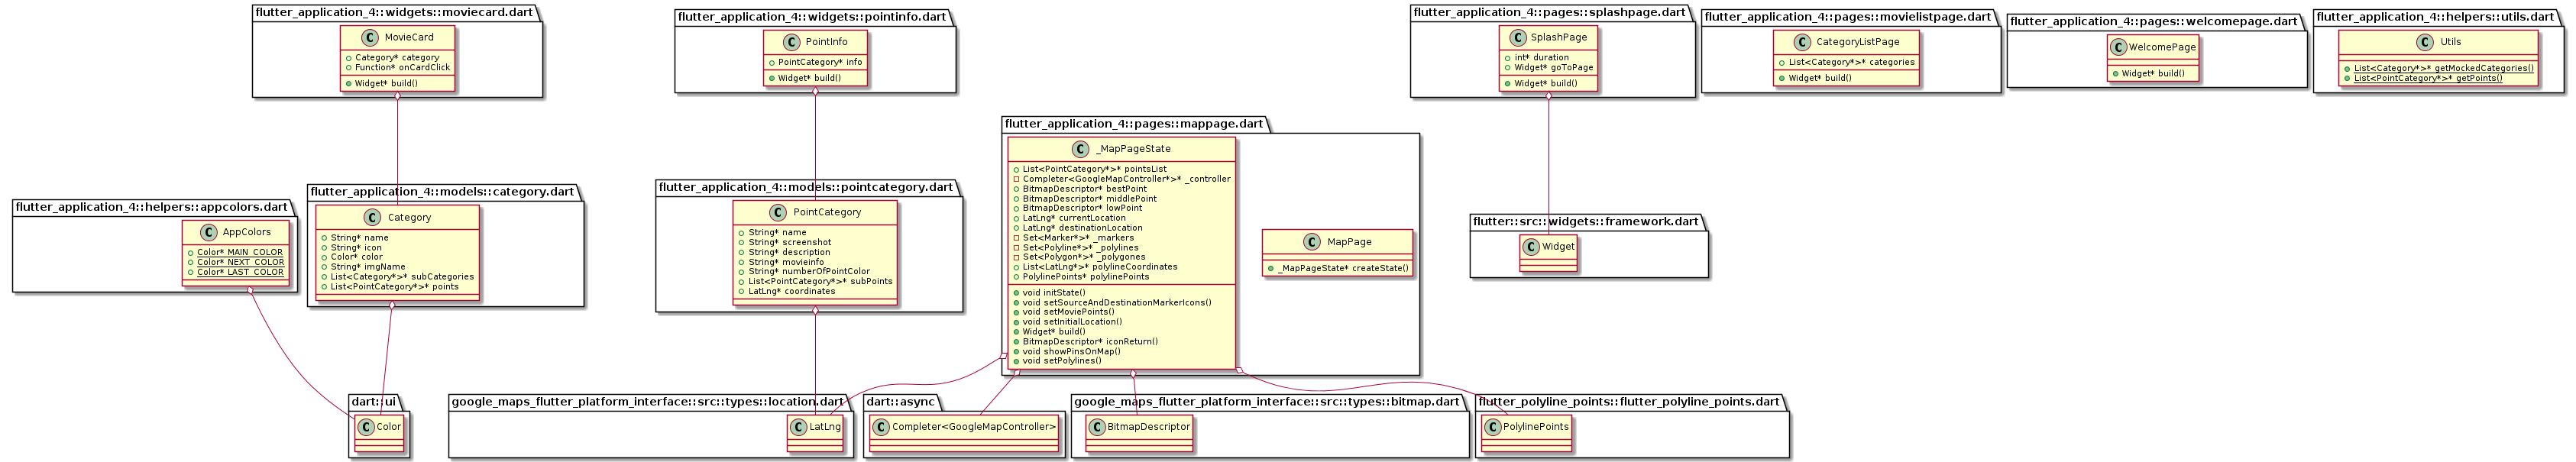 flutter_application_4::widgets::moviecard.dart
C MovieCard
Category* category
Function* onCardClick
Widget* build()
flutter_application_4::widgets::pointinfo.dart
C PointInfo
PointCategory* info
Widget* build()
flutter_application_4::pages::splashpage.dart
C SplashPage
int* duration
Widget* goToPage
Widget* build()
flutter_application_4::pages::movielistpage.dart
C CategoryListPage
List<Category*>* categories
Widget* build()
flutter_application_4::pages::welcomepage.dart
C WelcomePage
Widget* build()
flutter_application_4::helpers::utils.dart
C Utils
List<Category*>* getMockedCategories()
List<PointCategory*>* getPoints()
flutter_application_4::pages::mappage.dart
C _MapPageState
List<PointCategory*>* pointsList
Completer<GoogleMapController*>* _controller
BitmapDescriptor* bestPoint
BitmapDescriptor* middlePoint
BitmapDescriptor* lowPoint
LatLng* currentLocation
LatLng* destinationLocation
Set<Marker*>* _markers
Set<Polyline*>* _polylines
Set<Polygon*>* _polygones
List<LatLng*>* polylineCoordinates
PolylinePoints* polylinePoints
void initState()
void setSourceAndDestinationMarkerIcons()
void setMoviePoints()
void setInitialLocation()
Widget* build()
BitmapDescriptor* iconReturn()
void showPinsOnMap()
void setPolylines()
C MapPage
_MapPageState* createState()
flutter_application_4::helpers::appcolors.dart
C AppColors
Color* MAIN_COLOR
Color* NEXT_COLOR
Color* LAST_COLOR
flutter_application_4::models::category.dart
C Category
String* name
String* icon
Color* color
String* imgName
List<Category*>* subCategories
List<PointCategory*>* points
flutter_application_4::models::pointcategory.dart
C PointCategory
String* name
String* screenshot
String* description
String* movieinfo
String* numberOfPointColor
List<PointCategory*>* subPoints
LatLng* coordinates
flutter::src::widgets::framework.dart
C Widget
dart::ui
C Color
google_maps_flutter_platform_interface::src::types::location.dart
C LatLng
dart::async
C Completer<GoogleMapController>
google_maps_flutter_platform_interface::src::types::bitmap.dart
C BitmapDescriptor
flutter_polyline_points::flutter_polyline_points.dart
C PolylinePoints